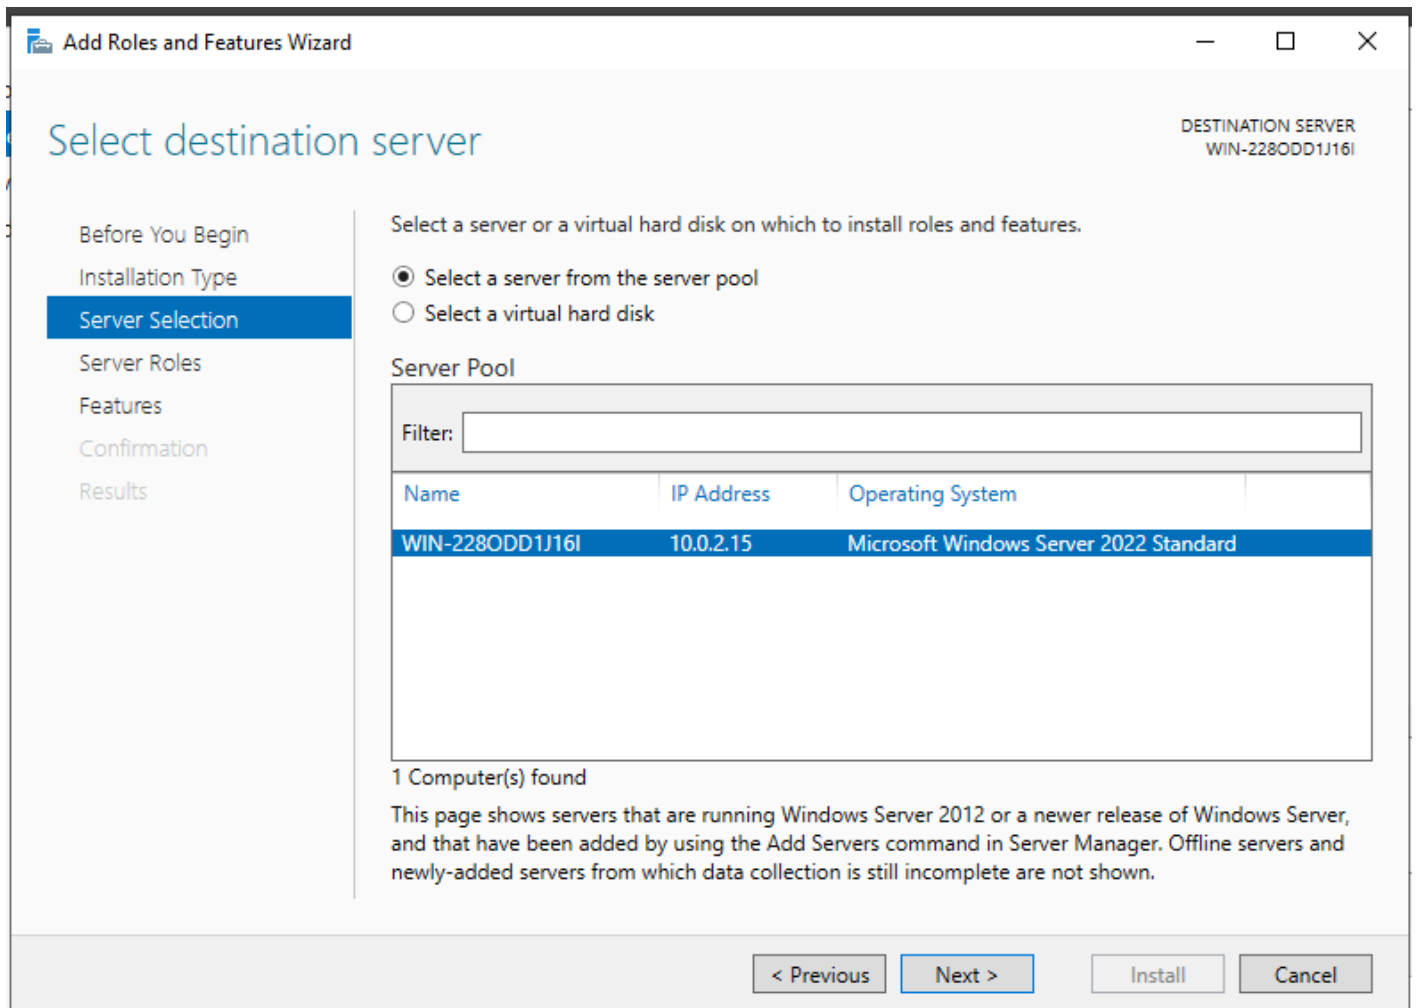 Add Roles and Features Wizard
Select destination server
DESTINATION SERVER
WIN-228ODD1J16I
Before You Begin
Installation Type
Server Selection
Server Roles
Features
Confirmation
Results
Select a server or a virtual hard disk on which to install roles and features.
Select a server from the server pool
Select a virtual hard disk
Server Pool
Filter:
Name IP Address Operating System
WIN-228ODD1J16I 10.0.2.15 Microsoft Windows Server 2022 Standard
1 Computer(s) found
This page shows servers that are running Windows Server 2012 or a newer release of Windows Server,
and that have been added by using the Add Servers command in Server Manager. Offline servers and
newly-added servers from which data collection is still incomplete are not shown.
< Previous Next > Install Cancel